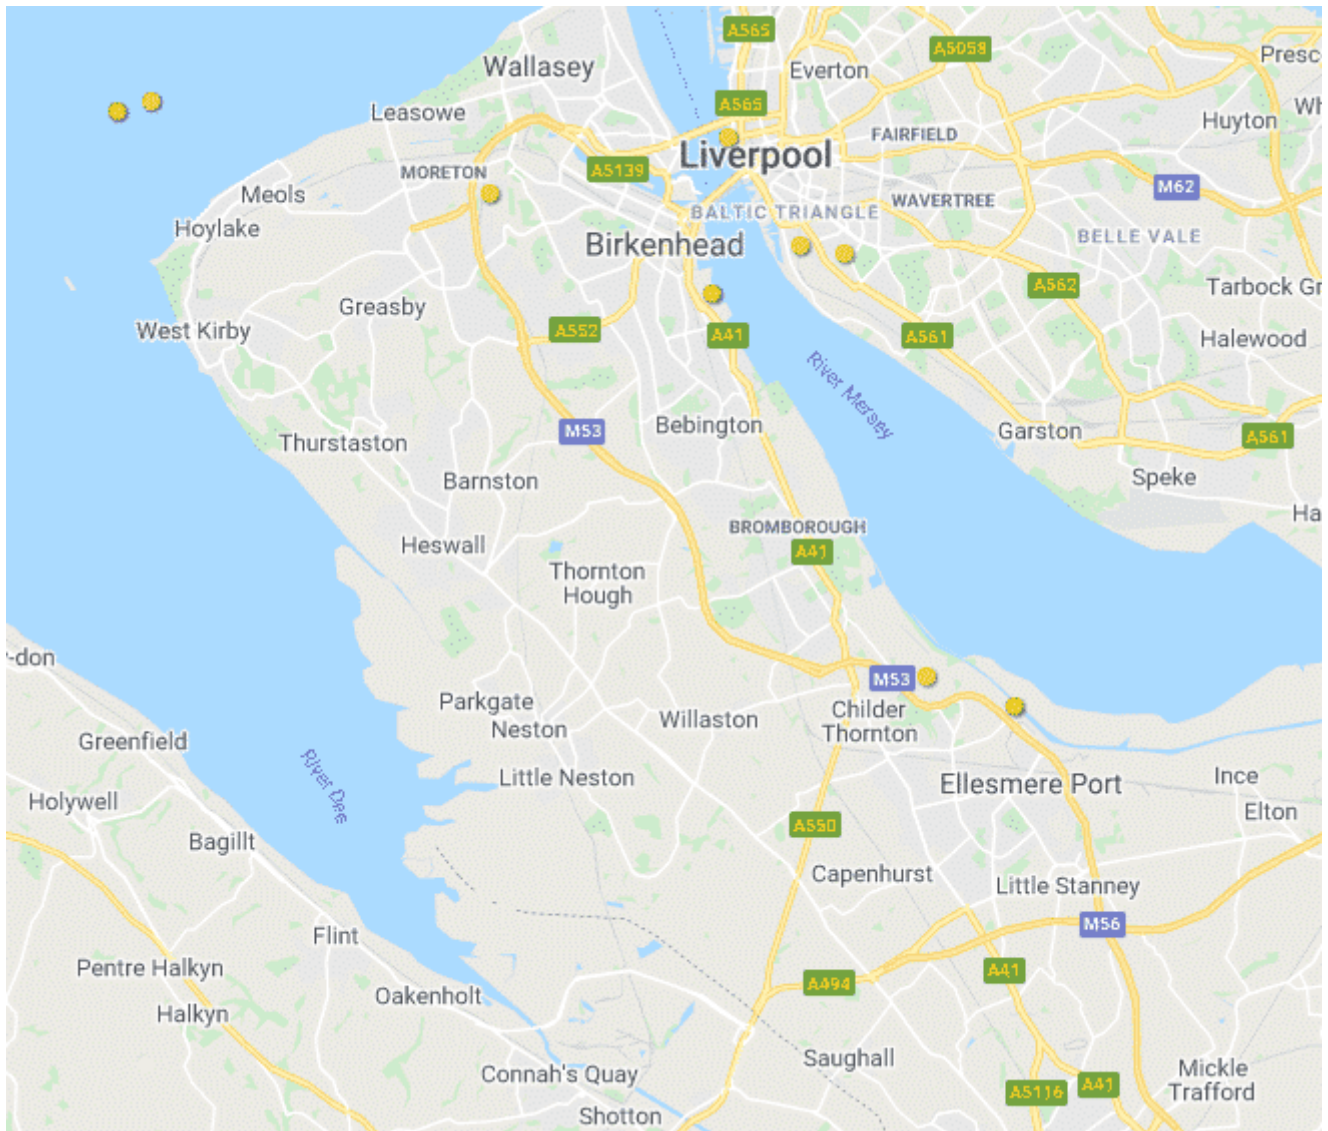 A565
A5058
Everton
Presc
Wallasey
A565
Leasowe
Wh
Huyton
FAIRFIELD
Liverpool
MORETON
A5139
M62
Meols
WAVERTREE
BALTIC TRIANGLE
Hoylake
BELLE VALE
Birkenhead
A562
Tarbock Gr
Greasby
West Kirby
A552
A41
A561
Halewood
River Mersey
M53
Bebington
Garston
A561
Thurstaston
Speke
Barnston
Ha
BROMBOROUGH
Heswall
A41
Thornton
Hough
-don
M53
Parkgate
Childer
Thornton
Neston
Willaston
Greenfield
River Dee
Little Neston
Ellesmere Port
Ince
Holywell
Elton
A550
Bagillt
Capenhurst
Little Stanney
M56
Flint
Pentre Halkyn
A494
A41
Oakenholt
Halkyn
Saughall
Connah's Quay
Mickle
Trafford
A5116
A41
Shotton